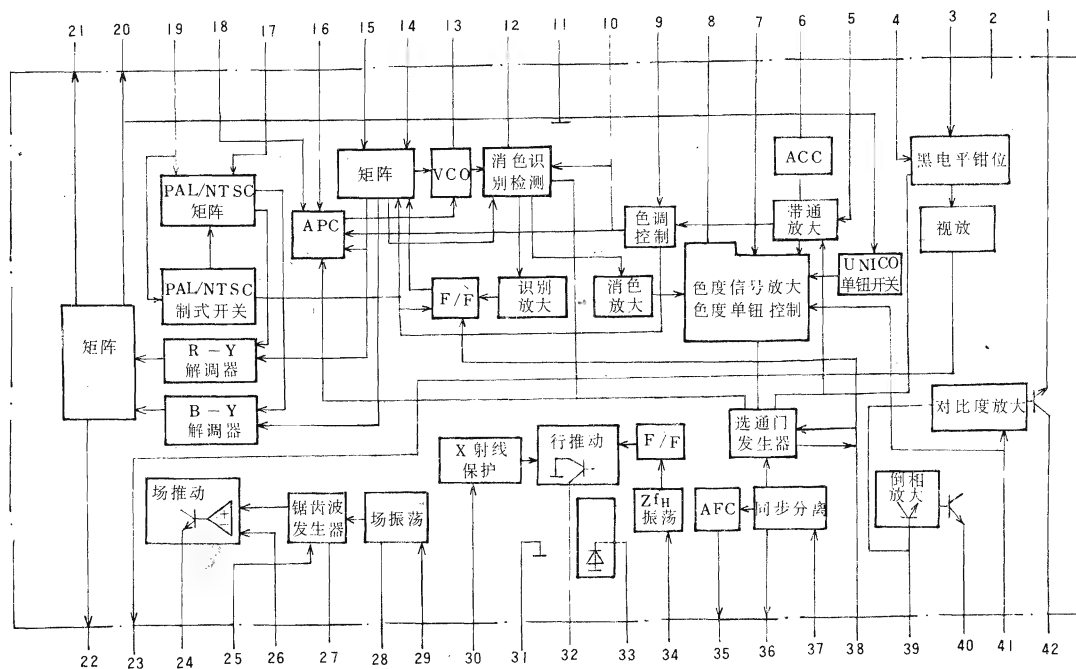 21 20 19 18 17 16 15 14 13 12 11 10 9 8 7 6 5 4 3 2 1
ACC
黑电平钳位
PAL/NTSC
矩阵
矩阵
VCO
消色识
别检测
APC
色调
控制
带通
放大
视放
PAL/NTSC
制式开关
F/F
识别
放大
消色
放大
色度信号放大
色度单钮控制
UNICO
单钮开关
矩阵
R-Y
解调器
B-Y
解调器
对比度放大
选通门
发生器
X射线
保护
行推动
F/F
倒相
放大
场推动
锯齿波
发生器
场振荡
ZfH
振荡
AFC
同步分离
22 23 24 25 26 27 28 29 30 31 32 33 34 35 36 37 38 39 40 41 42